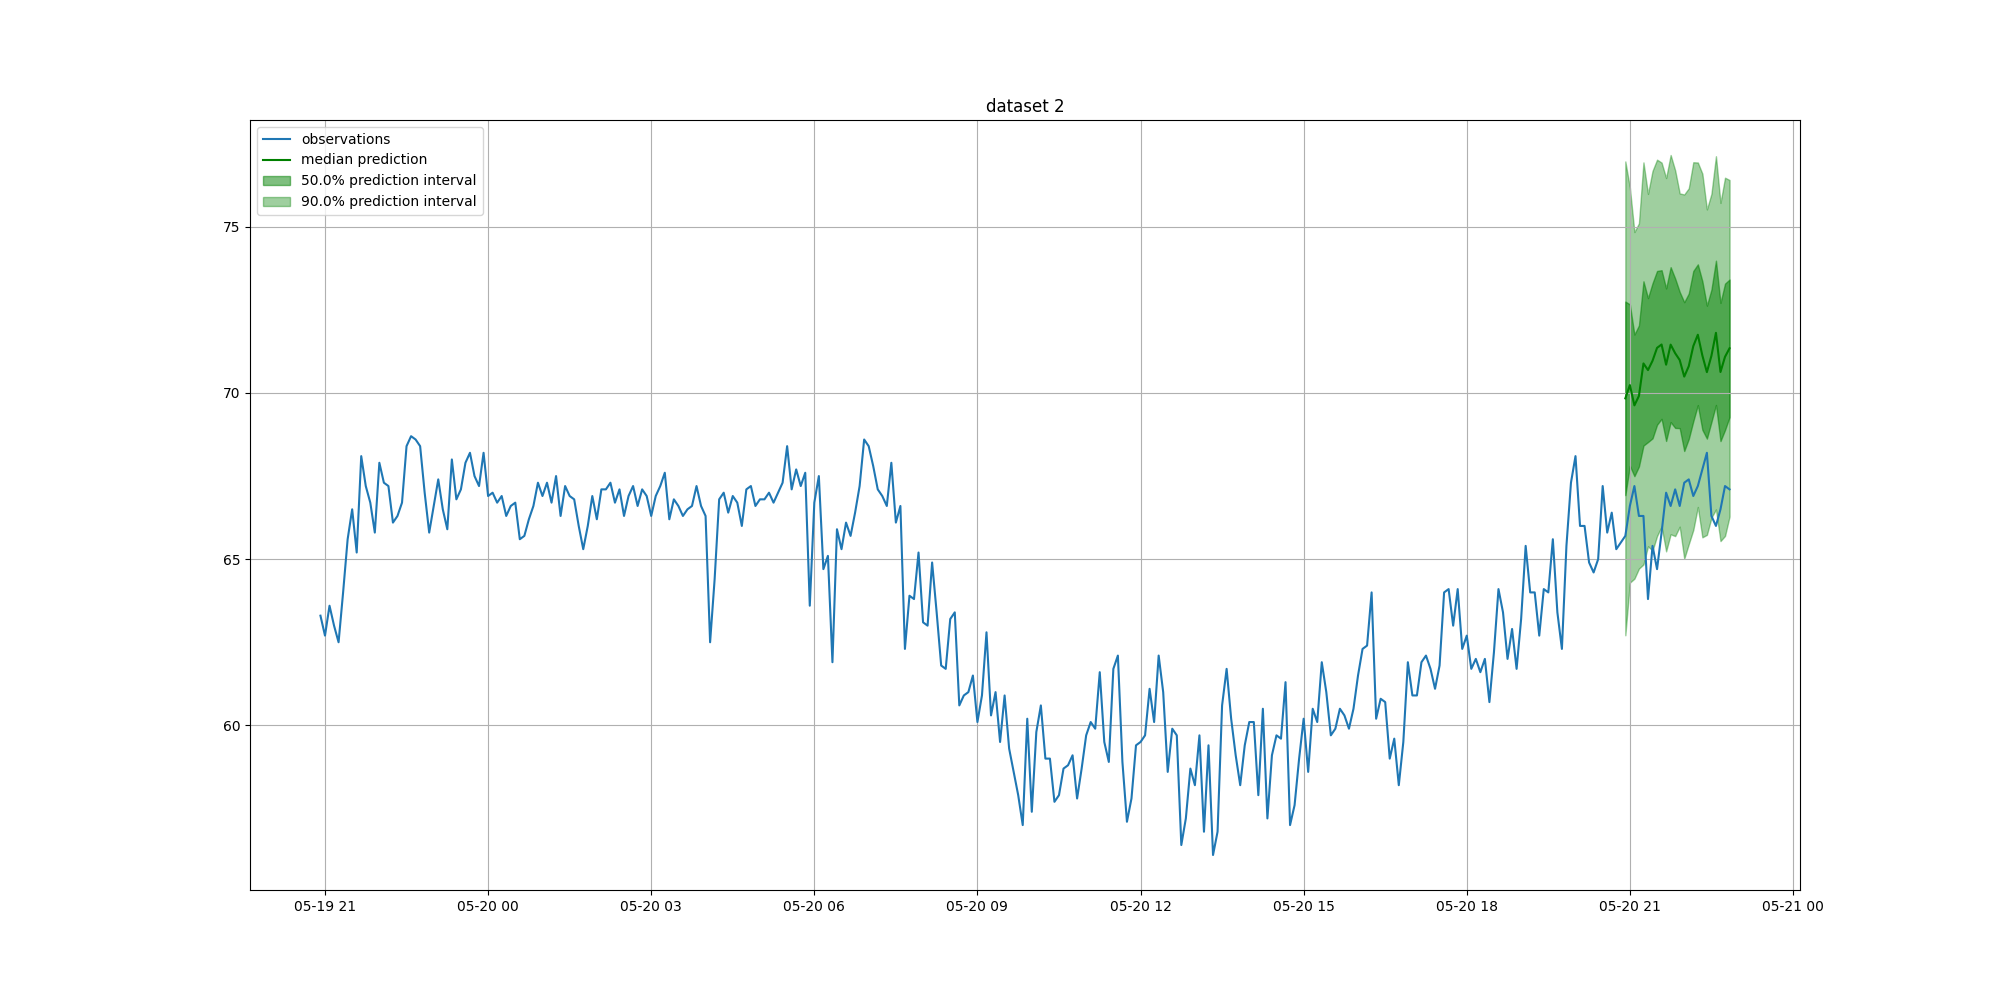 dataset 2
observations
median prediction
50.0% prediction interval
90.0% prediction interval
75
70
65
60
05-19 21
05-20 00
05-20 03
05-20 06
05-20 09
05-20 12
05-20 15
05-20 18
05-20 21
05-21 00